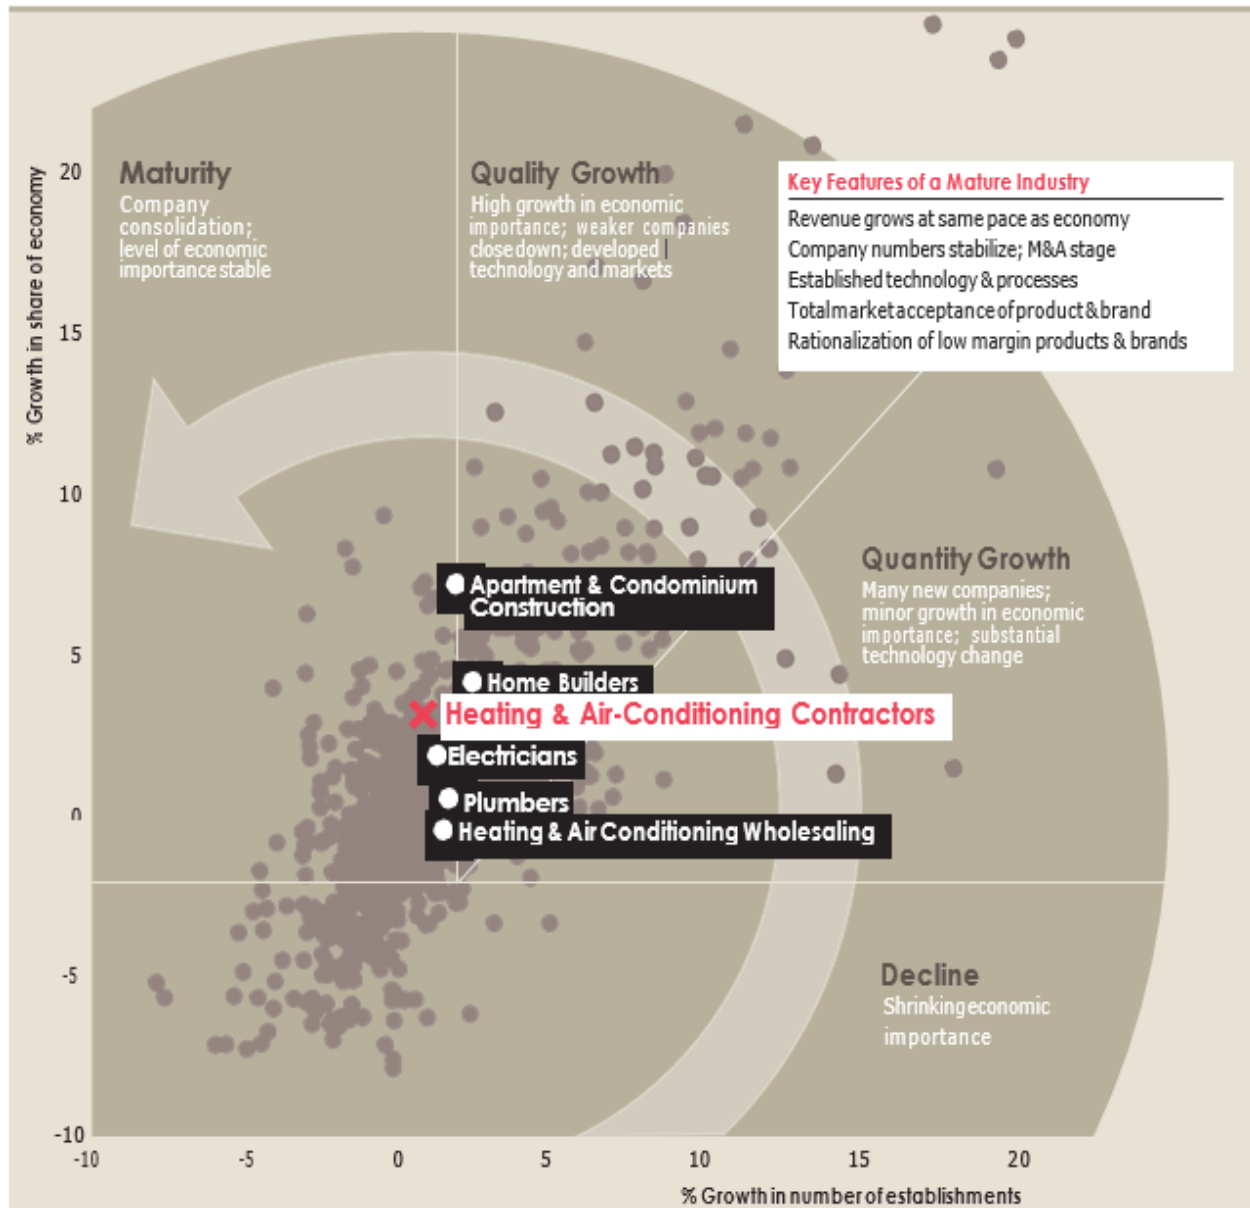 Maturity
Company
consolidation;
level of economic
importance stable
Quality Growth
High growth in economic
importance; weaker companies
close down; developed
technology and markets
Key Features of a Mature Industry
Revenue grows at same pace as economy
Company numbers stabilize; M&A stage
Established technology & processes
Total market acceptance of product & brand
Rationalization of low margin products & brands
% Growth in share of economy
20
15
10
5
0
-5
-10
Quantity Growth
Many new companies;
minor growth in economic
importance; substantial
technology change
Apartment & Condominium
Construction
Home Builders
Heating & Air-Conditioning Contractors
Electricians
Plumbers
Heating & Air Conditioning Wholesaling
Decline
Shrinking economic
importance
-10
-5
0
5
10
15
20
% Growth in number of establishments